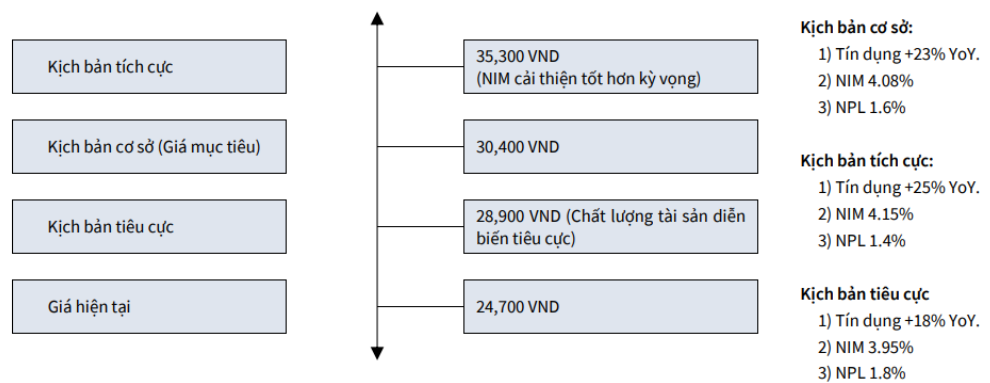 Kịch bản tích cực
35,300 VND
(NIM cải thiện tốt hơn kỳ vọng)
Kịch bản cơ sở (Giá mục tiêu)
30,400 VND
Kịch bản tiêu cực
28,900 VND (Chất lượng tài sản diễn
biến tiêu cực)
Giá hiện tại
24,700 VND
Kịch bản cơ sở:
1) Tín dụng +23% YoY.
2) NIM 4.08%
3) NPL 1.6%
Kịch bản tích cực:
1) Tín dụng +25% YoY.
2) NIM 4.15%
3) NPL 1.4%
Kịch bản tiêu cực
1) Tín dụng +18% YoY.
2) NIM 3.95%
3) NPL 1.8%